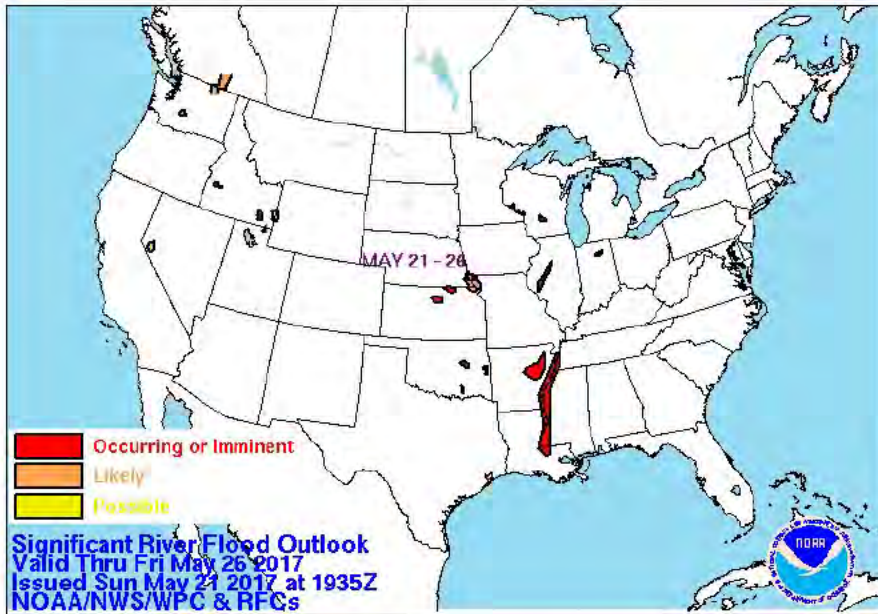 MAY 21 - 26
Occurring or Imminent
Likely
Possible
Significant River Flood Outlook
Valid Thru Fri May 26 2017
Issued Sun May 21 2017 at 1935Z
NOAA/NWS/WPC & RFCs
NOAA